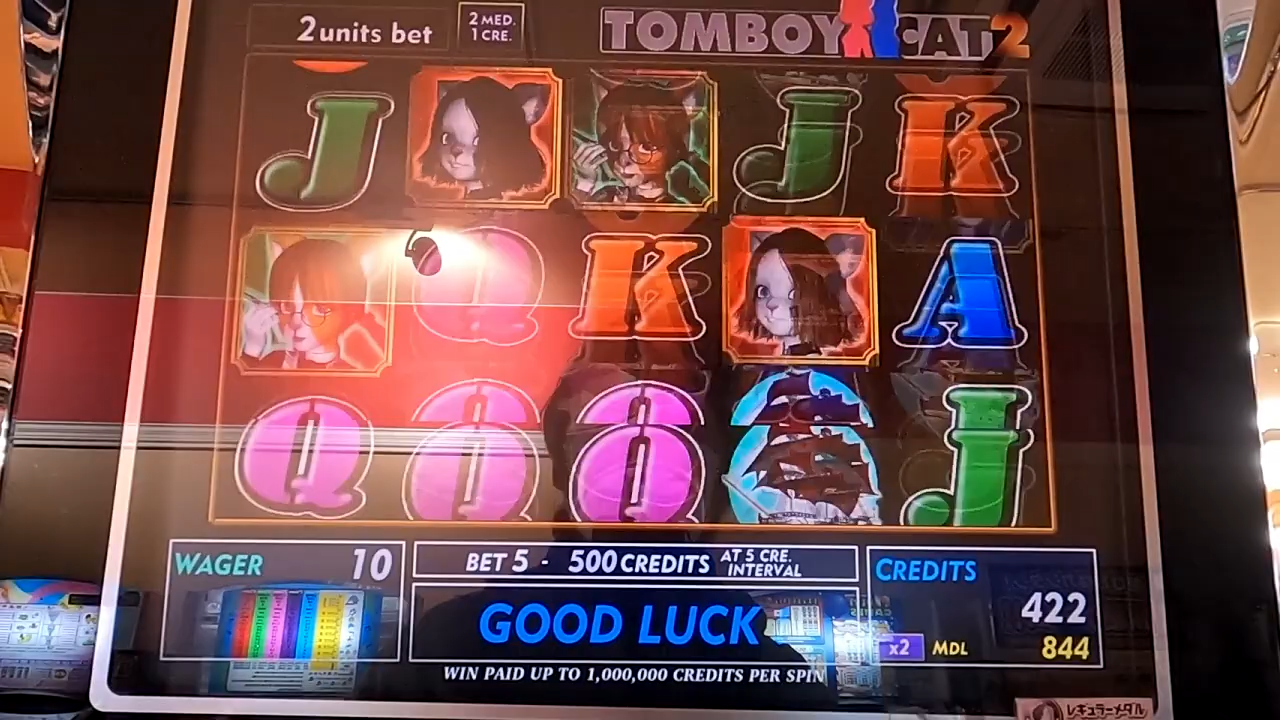 2 units bet
2 MED.
1 CRE.
TOMBOY CAT 2
J J K
Q K A
Q Q Q J
WAGER 10
BET 5 - 500 CREDITS AT 5 CRE. INTERVAL
CREDITS
422
GOOD LUCK
x2 MDL 844
WIN PAID UP TO 1,000,000 CREDITS PER SPIN
レギュラーメダル